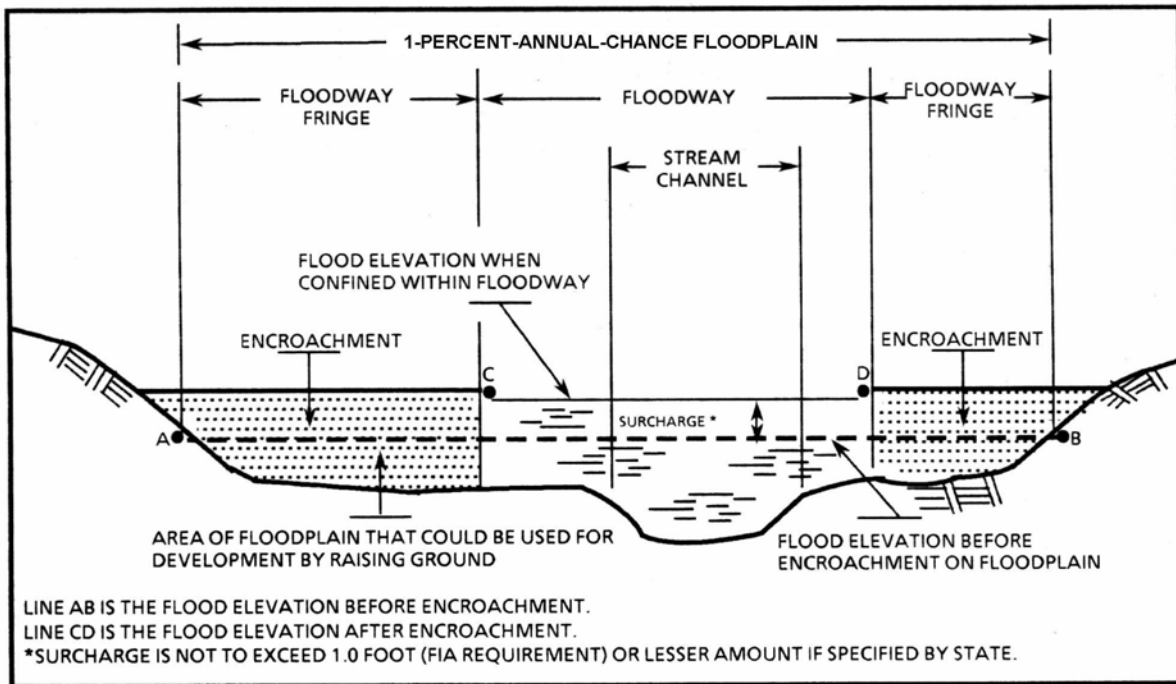 1-PERCENT-ANNUAL-CHANCE FLOODPLAIN
FLOODWAY
FRINGE
FLOODWAY
FLOODWAY
FRINGE
STREAM
CHANNEL
FLOOD ELEVATION WHEN
CONFINED WITHIN FLOODWAY
ENCROACHMENT
ENCROACHMENT
C
D
SURCHARGE *
A
B
AREA OF FLOODPLAIN THAT COULD BE USED FOR
DEVELOPMENT BY RAISING GROUND
FLOOD ELEVATION BEFORE
ENCROACHMENT ON FLOODPLAIN
LINE AB IS THE FLOOD ELEVATION BEFORE ENCROACHMENT.
LINE CD IS THE FLOOD ELEVATION AFTER ENCROACHMENT.
*SURCHARGE IS NOT TO EXCEED 1.0 FOOT (FIA REQUIREMENT) OR LESSER AMOUNT IF SPECIFIED BY STATE.